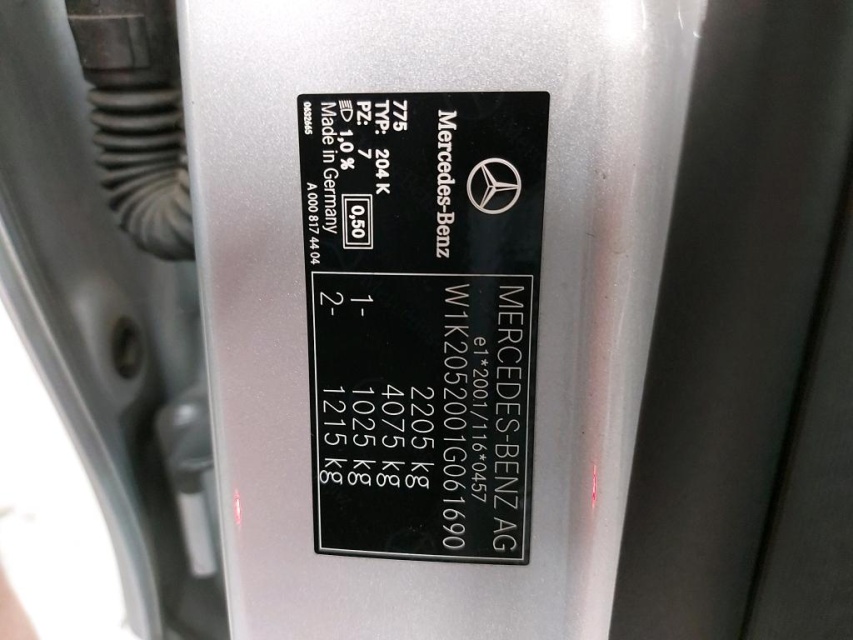 Mercedes-Benz
775
TYP: 204 K
PZ: 7
0,50
1,0 %
Made in Germany
0632665
A 000 817 44 04
MERCEDES-BENZ AG
e1*2001/116*0457
W1K2052001G061690
2205 kg
4075 kg
1- 1025 kg
2- 1215 kg